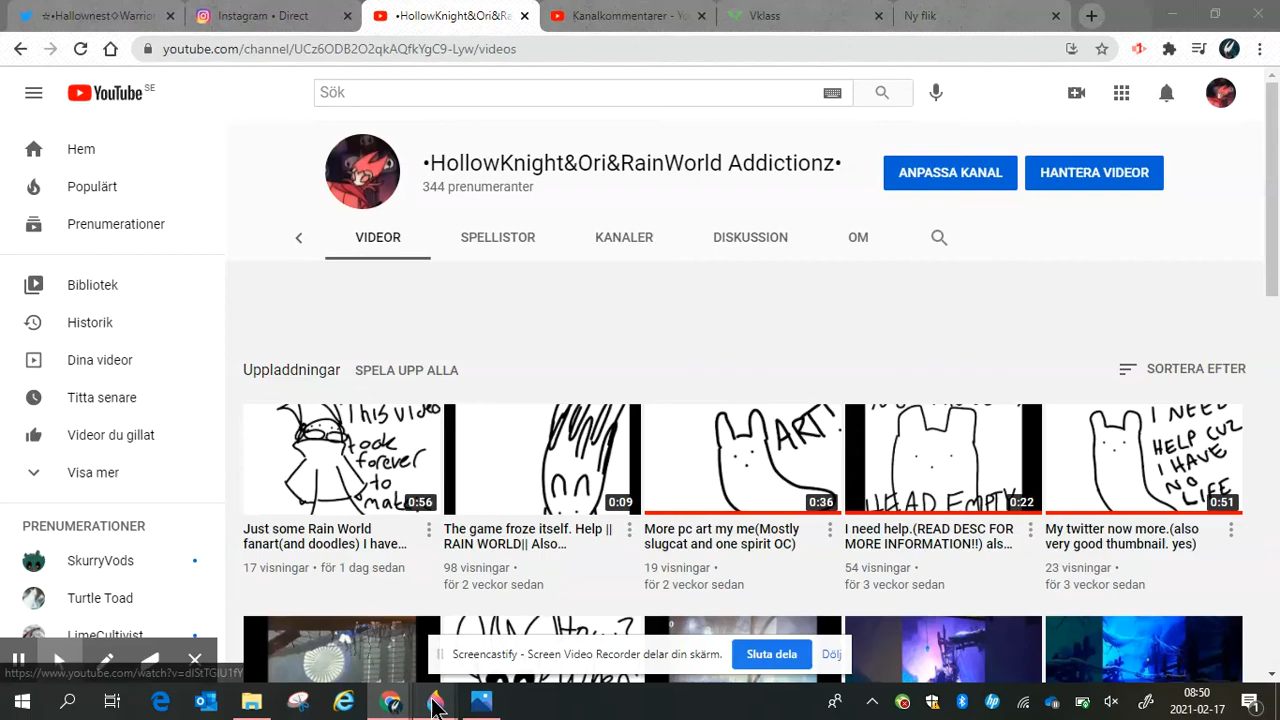 ☆•Hallownest•Warrior
Instagram • Direct
•HollowKnight&Ori&Ra
Kanalkommentarer - Yo
Vklass
Ny flik
youtube.com/channel/UCz6ODB2O2qkAQfkYgC9-Lyw/videos
YouTube SE
Sök
Hem
Populärt
Prenumerationer
Bibliotek
Historik
Dina videor
Titta senare
Videor du gillat
Visa mer
PRENUMERATIONER
SkurryVods
Turtle Toad
LimeCultivist
•HollowKnight&Ori&RainWorld Addictionz•
344 prenumeranter
ANPASSA KANAL
HANTERA VIDEOR
VIDEOR
SPELLISTOR
KANALER
DISKUSSION
OM
Uppladdningar
SPELA UPP ALLA
SORTERA EFTER
This video
took
forever
to
make
0:56
Just some Rain World
fanart(and doodles) I have...
17 visningar • för 1 dag sedan
0:09
The game froze itself. Help ||
RAIN WORLD|| Also...
98 visningar •
för 2 veckor sedan
ART!
0:36
More pc art my me(Mostly
slugcat and one spirit OC)
19 visningar •
för 2 veckor sedan
HEAD EMPTY
0:22
I need help.(READ DESC FOR
MORE INFORMATION!!) als...
54 visningar •
för 3 veckor sedan
I NEED
HELP CUZ
I HAVE
NO
LIFE
0:51
My twitter now more.(also
very good thumbnail. yes)
23 visningar •
för 3 veckor sedan
Screencastify - Screen Video Recorder delar din skärm.
Sluta dela
Dölj
https://www.youtube.com/watch?v=dIStTGIU1fY
08:50
2021-02-17
1